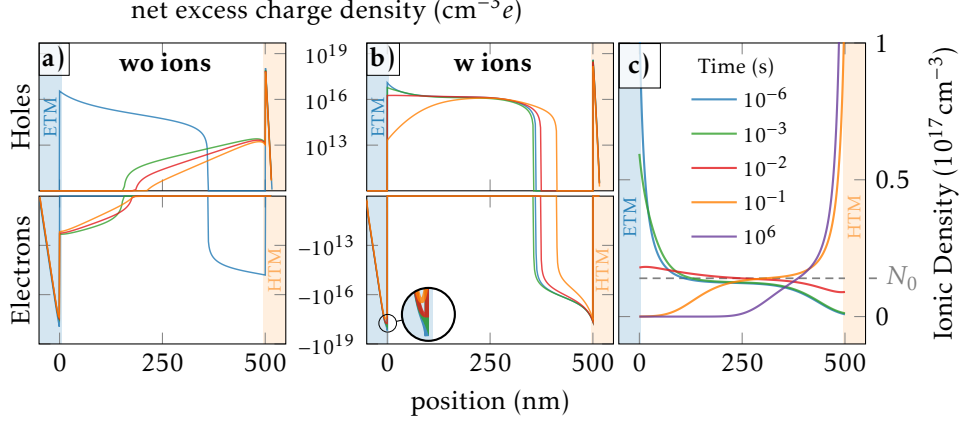 net excess charge density (cm⁻³e)
a) wo ions
b) w ions
c)
Holes
Electrons
ETM
HTM
10¹⁹
10¹⁶
10¹³
−10¹³
−10¹⁶
−10¹⁹
ETM
ETM
HTM
Time (s)
10⁻⁶
10⁻³
10⁻²
10⁻¹
10⁶
1
0.5
0
N₀
Ionic Density (10¹⁷cm⁻³)
0 250 500
0 250 500
0 250 500
position (nm)